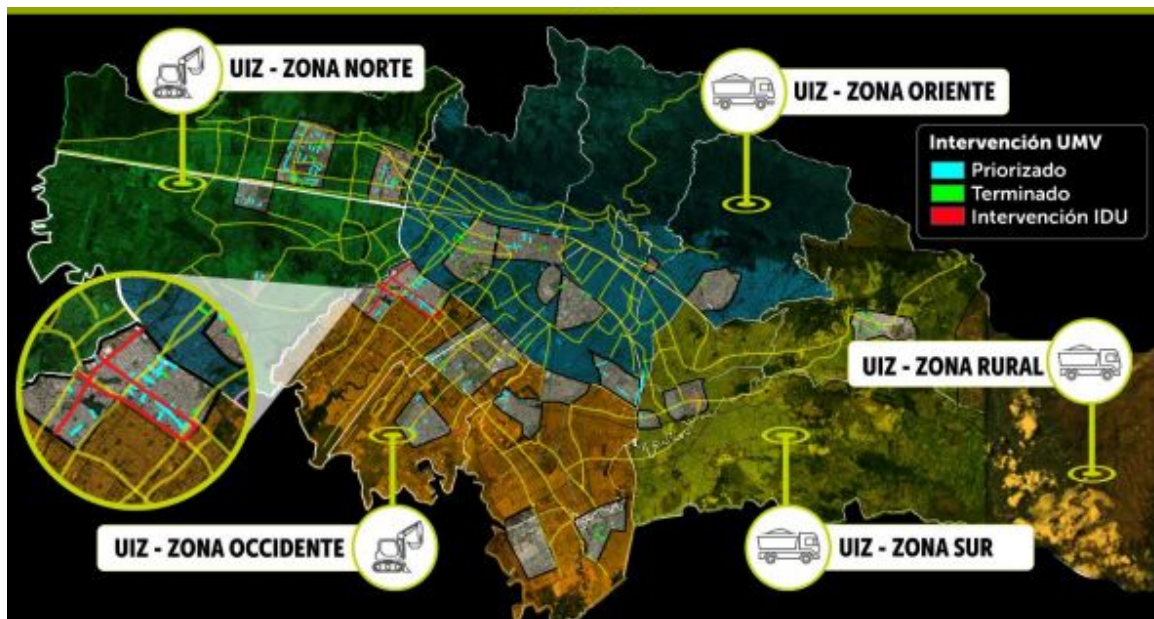 UIZ - ZONA NORTE
UIZ - ZONA ORIENTE
Intervención UMV
Priorizado
Terminado
Intervención IDU
UIZ - ZONA RURAL
UIZ - ZONA OCCIDENTE
UIZ - ZONA SUR